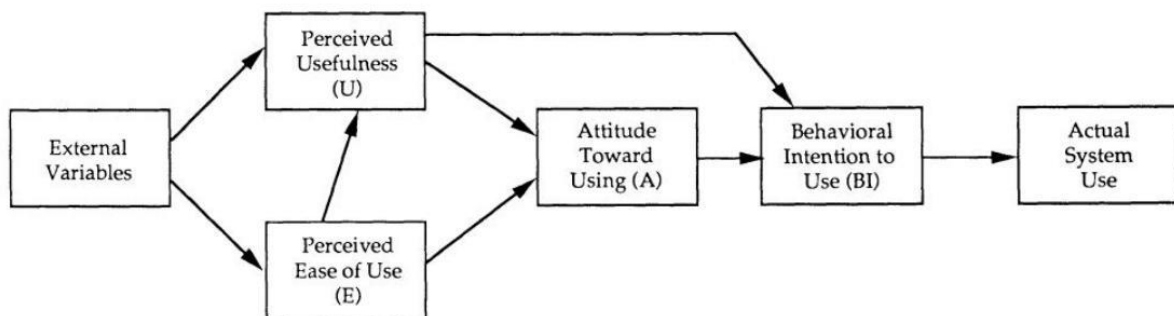 External
Variables
Perceived
Usefulness
(U)
Perceived
Ease of Use
(E)
Attitude
Toward
Using (A)
Behavioral
Intention to
Use (BI)
Actual
System
Use